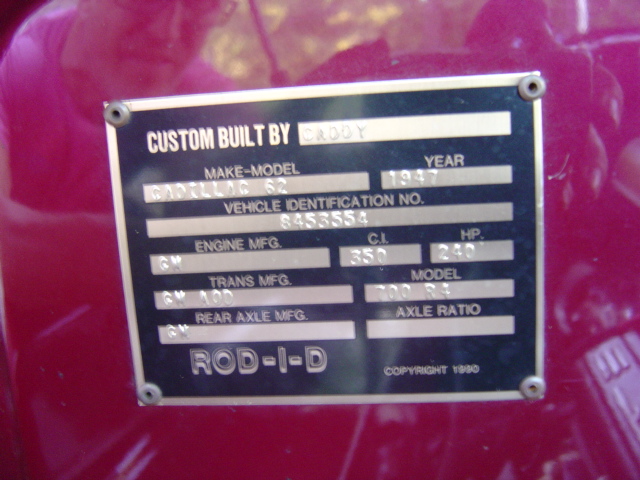 CUSTOM BUILT BY CADDY
MAKE-MODEL YEAR
CADILLAC 62 1947
VEHICLE IDENTIFICATION NO.
8453554
ENGINE MFG. C.I. HP.
GM 350 240
TRANS MFG. MODEL
GM AOD 700 R4
REAR AXLE MFG. AXLE RATIO
GM
ROD-I-D
COPYRIGHT 1990